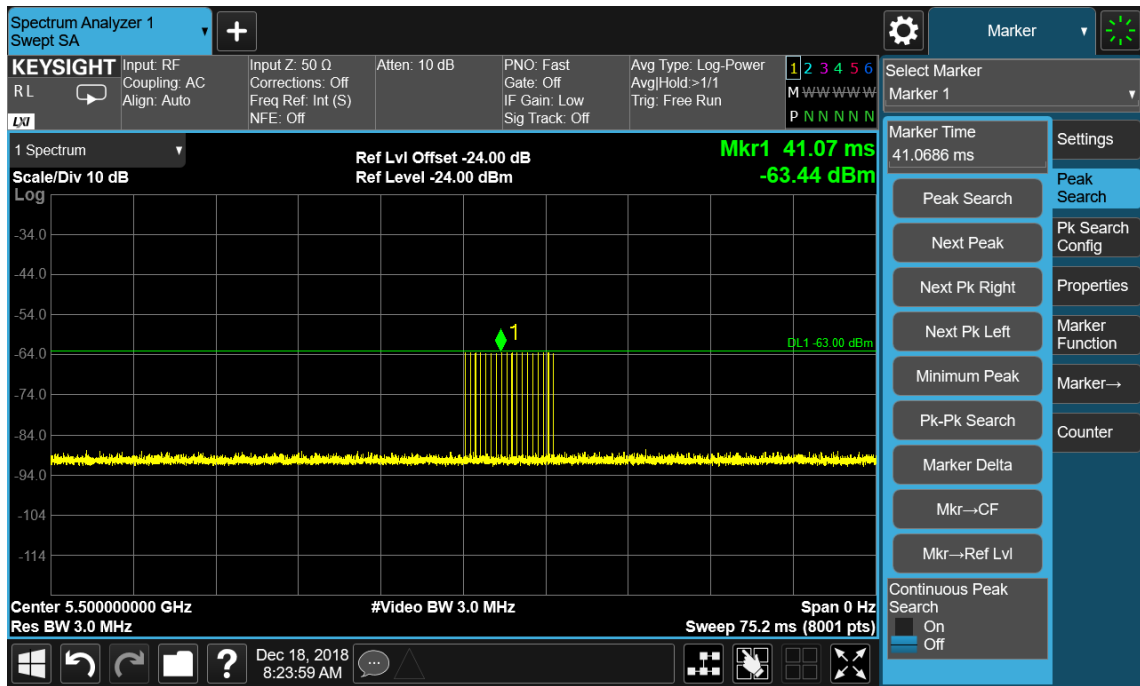 Spectrum Analyzer 1
Swept SA
Marker
KEYSIGHT
RL
LXI
Input: RF
Coupling: AC
Align: Auto
Input Z: 50 Ω
Corrections: Off
Freq Ref: Int (S)
NFE: Off
Atten: 10 dB
PNO: Fast
Gate: Off
IF Gain: Low
Sig Track: Off
Avg Type: Log-Power
Avg|Hold:>1/1
Trig: Free Run
1 2 3 4 5 6
M W W W W W
P N N N N N
Select Marker
Marker 1
1 Spectrum
Scale/Div 10 dB
Ref Lvl Offset -24.00 dB
Ref Level -24.00 dBm
Mkr1 41.07 ms
-63.44 dBm
Log
-34.0
-44.0
-54.0
-64.0
-74.0
-84.0
-94.0
-104
-114
1
DL1 -63.00 dBm
Center 5.500000000 GHz
Res BW 3.0 MHz
#Video BW 3.0 MHz
Span 0 Hz
Sweep 75.2 ms (8001 pts)
Marker Time
41.0686 ms
Peak Search
Next Peak
Next Pk Right
Next Pk Left
Minimum Peak
Pk-Pk Search
Marker Delta
Mkr→CF
Mkr→Ref Lvl
Continuous Peak
Search
On
Off
Settings
Peak
Search
Pk Search
Config
Properties
Marker
Function
Marker→
Counter
?
Dec 18, 2018
8:23:59 AM